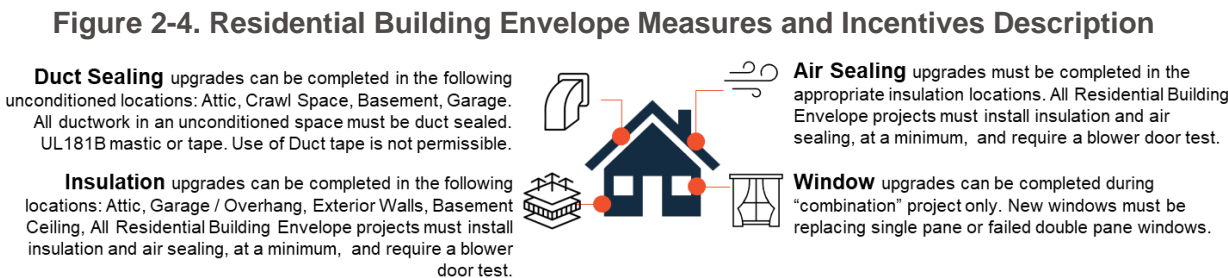 Figure 2-4. Residential Building Envelope Measures and Incentives Description
Duct Sealing upgrades can be completed in the following
unconditioned locations: Attic, Crawl Space, Basement, Garage.
All ductwork in an unconditioned space must be duct sealed.
UL181B mastic or tape. Use of Duct tape is not permissible.
Insulation upgrades can be completed in the following
locations: Attic, Garage / Overhang, Exterior Walls, Basement
Ceiling, All Residential Building Envelope projects must install
insulation and air sealing, at a minimum, and require a blower
door test.
Air Sealing upgrades must be completed in the
appropriate insulation locations. All Residential Building
Envelope projects must install insulation and air
sealing, at a minimum, and require a blower door test.
Window upgrades can be completed during
“combination” project only. New windows must be
replacing single pane or failed double pane windows.